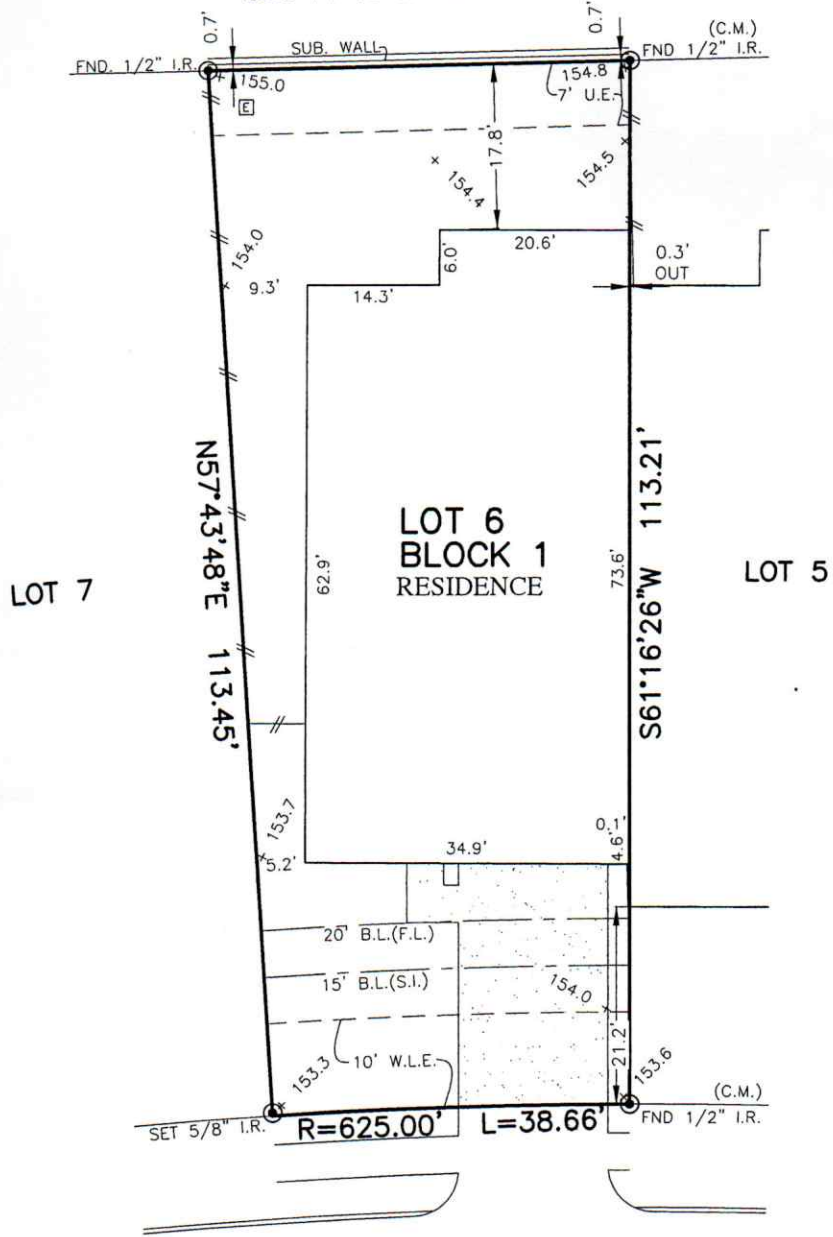 0.7'
0.7'
(C.M.)
FND. 1/2" I.R.
SUB. WALL
FND 1/2" I.R.
155.0
154.8
7' U.E.
E
17.8'
154.4
154.5
154.0
9.3'
14.3'
6.0'
20.6'
0.3'
OUT
N57°43'48"E 113.45'
S61°16'26"W 113.21'
LOT 7
62.9'
LOT 6
BLOCK 1
RESIDENCE
73.6'
LOT 5
153.7
5.2'
34.9'
0.1'
4.6'
20' B.L.(F.L.)
15' B.L.(S.I.)
154.0
21.2'
10' W.L.E.
153.3
153.6
(C.M.)
SET 5/8" I.R.
R=625.00' L=38.66'
FND 1/2" I.R.